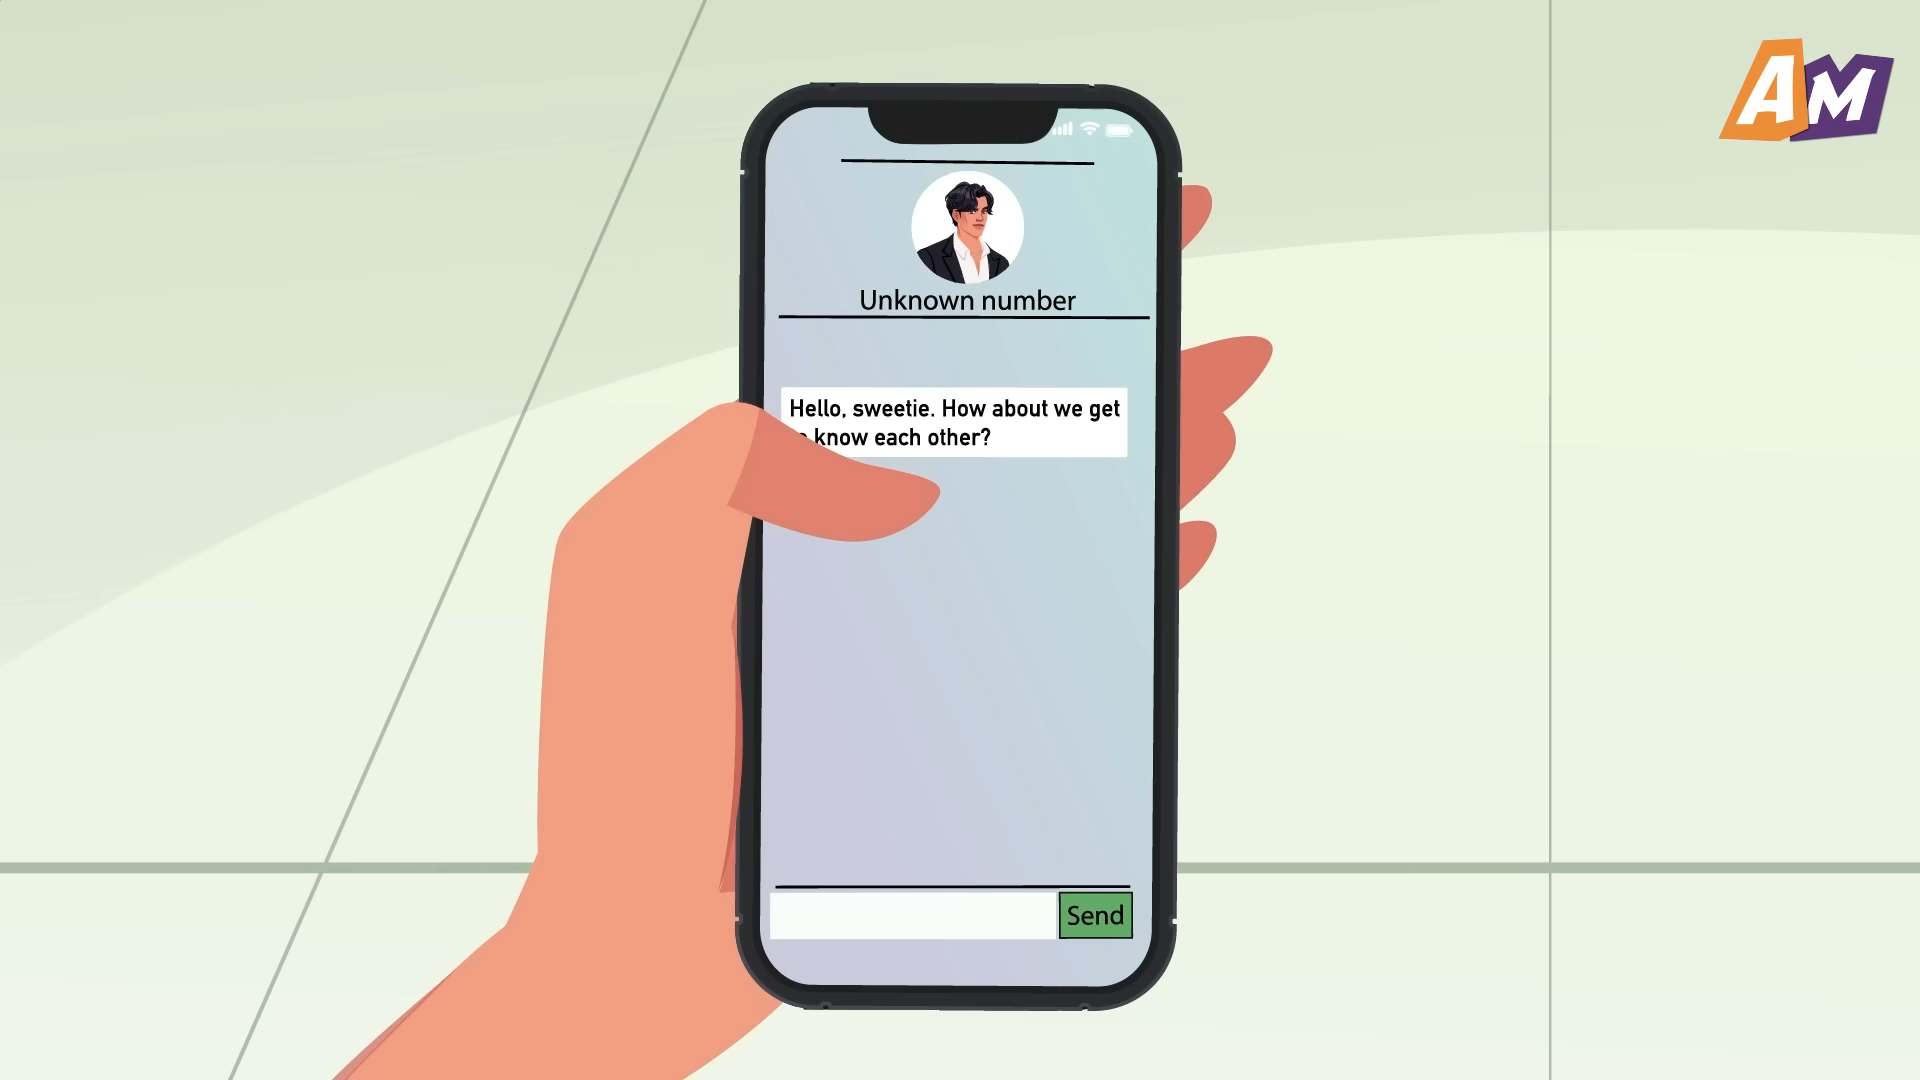 AM
Unknown number
Hello, sweetie. How about we get
know each other?
Send